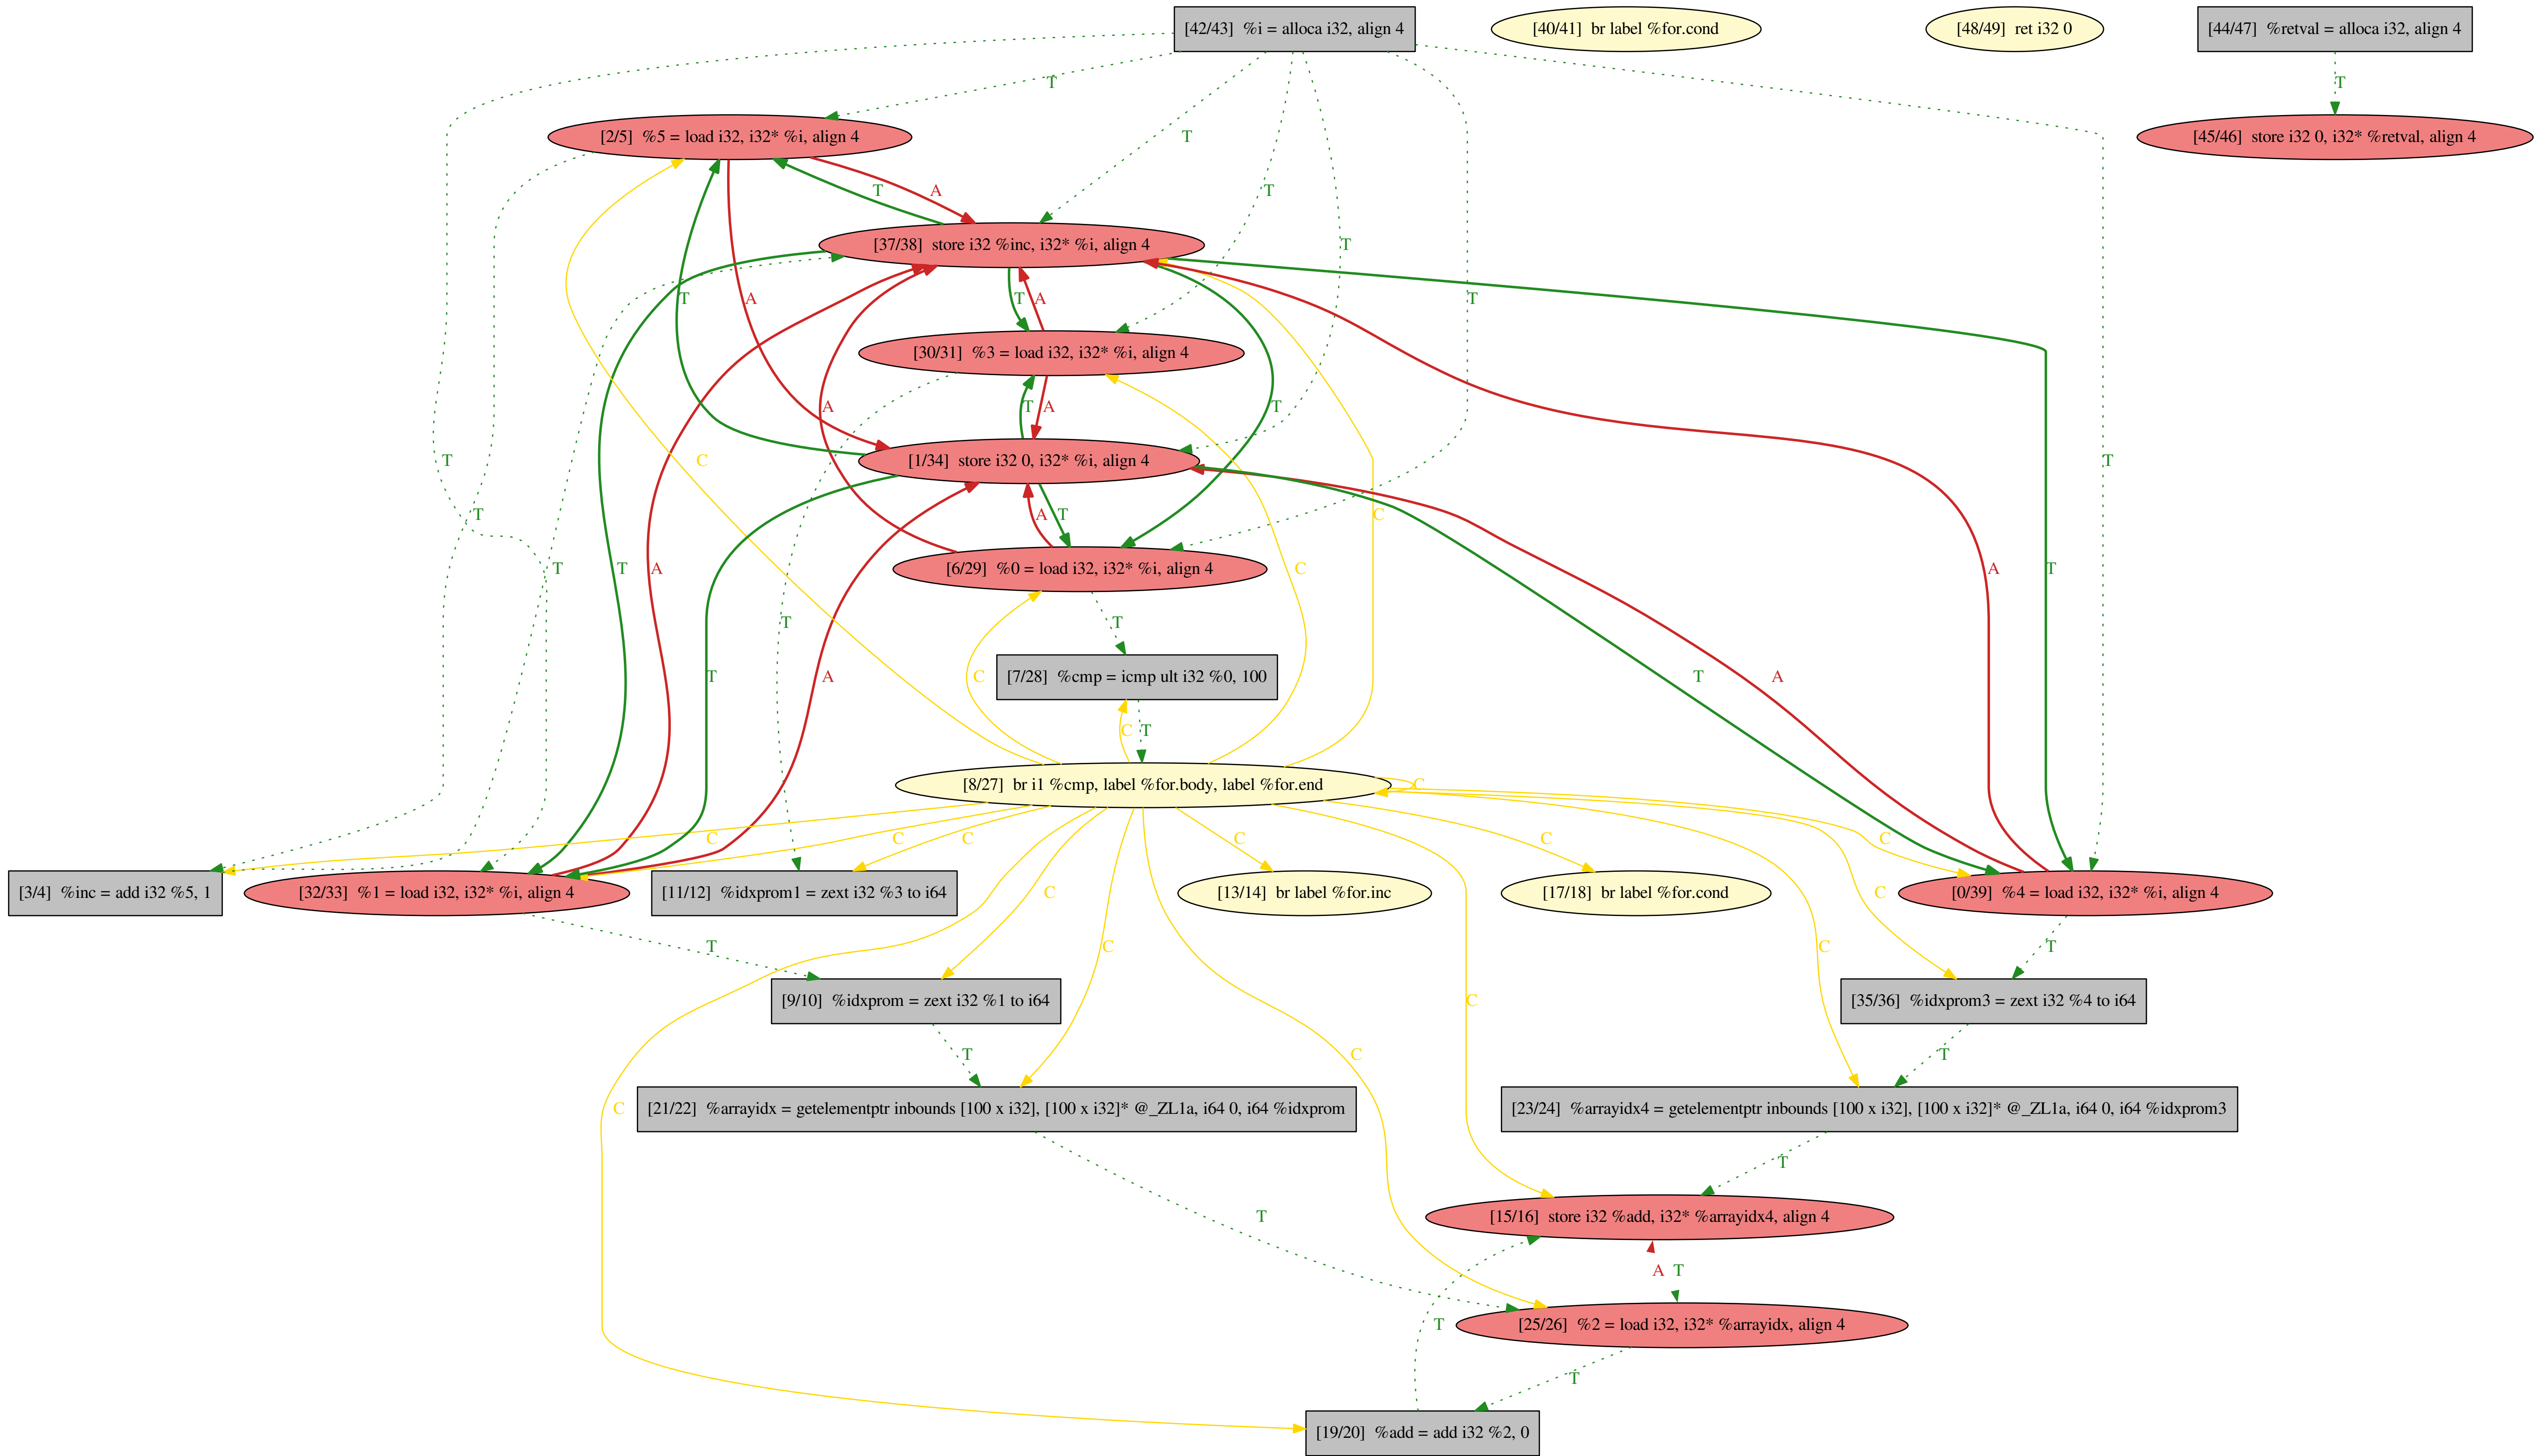 [42/43]  %i = alloca i32, align 4
[40/41]  br label %for.cond
[48/49]  ret i32 0
[44/47]  %retval = alloca i32, align 4
T
T
[2/5]  %5 = load i32, i32* %i, align 4
T
[45/46]  store i32 0, i32* %retval, align 4
T
A
T
[37/38]  store i32 %inc, i32* %i, align 4
T
T
A
T
A
T
[30/31]  %3 = load i32, i32* %i, align 4
A
T
A
T
T
C
[1/34]  store i32 0, i32* %i, align 4
T
T
A
T
C
T
T
A
[6/29]  %0 = load i32, i32* %i, align 4
C
A
T
T
T
C
[7/28]  %cmp = icmp ult i32 %0, 100
T
A
T
A
C
T
[8/27]  br i1 %cmp, label %for.body, label %for.end
C
C
C
C
C
C
C
[3/4]  %inc = add i32 %5, 1
[32/33]  %1 = load i32, i32* %i, align 4
[11/12]  %idxprom1 = zext i32 %3 to i64
C
[13/14]  br label %for.inc
[17/18]  br label %for.cond
C
[0/39]  %4 = load i32, i32* %i, align 4
T
C
C
T
[9/10]  %idxprom = zext i32 %1 to i64
C
[35/36]  %idxprom3 = zext i32 %4 to i64
T
C
T
C
[21/22]  %arrayidx = getelementptr inbounds [100 x i32], [100 x i32]* @_ZL1a, i64 0, i64 %idxprom
[23/24]  %arrayidx4 = getelementptr inbounds [100 x i32], [100 x i32]* @_ZL1a, i64 0, i64 %idxprom3
T
T
[15/16]  store i32 %add, i32* %arrayidx4, align 4
A
T
T
[25/26]  %2 = load i32, i32* %arrayidx, align 4
T
[19/20]  %add = add i32 %2, 0